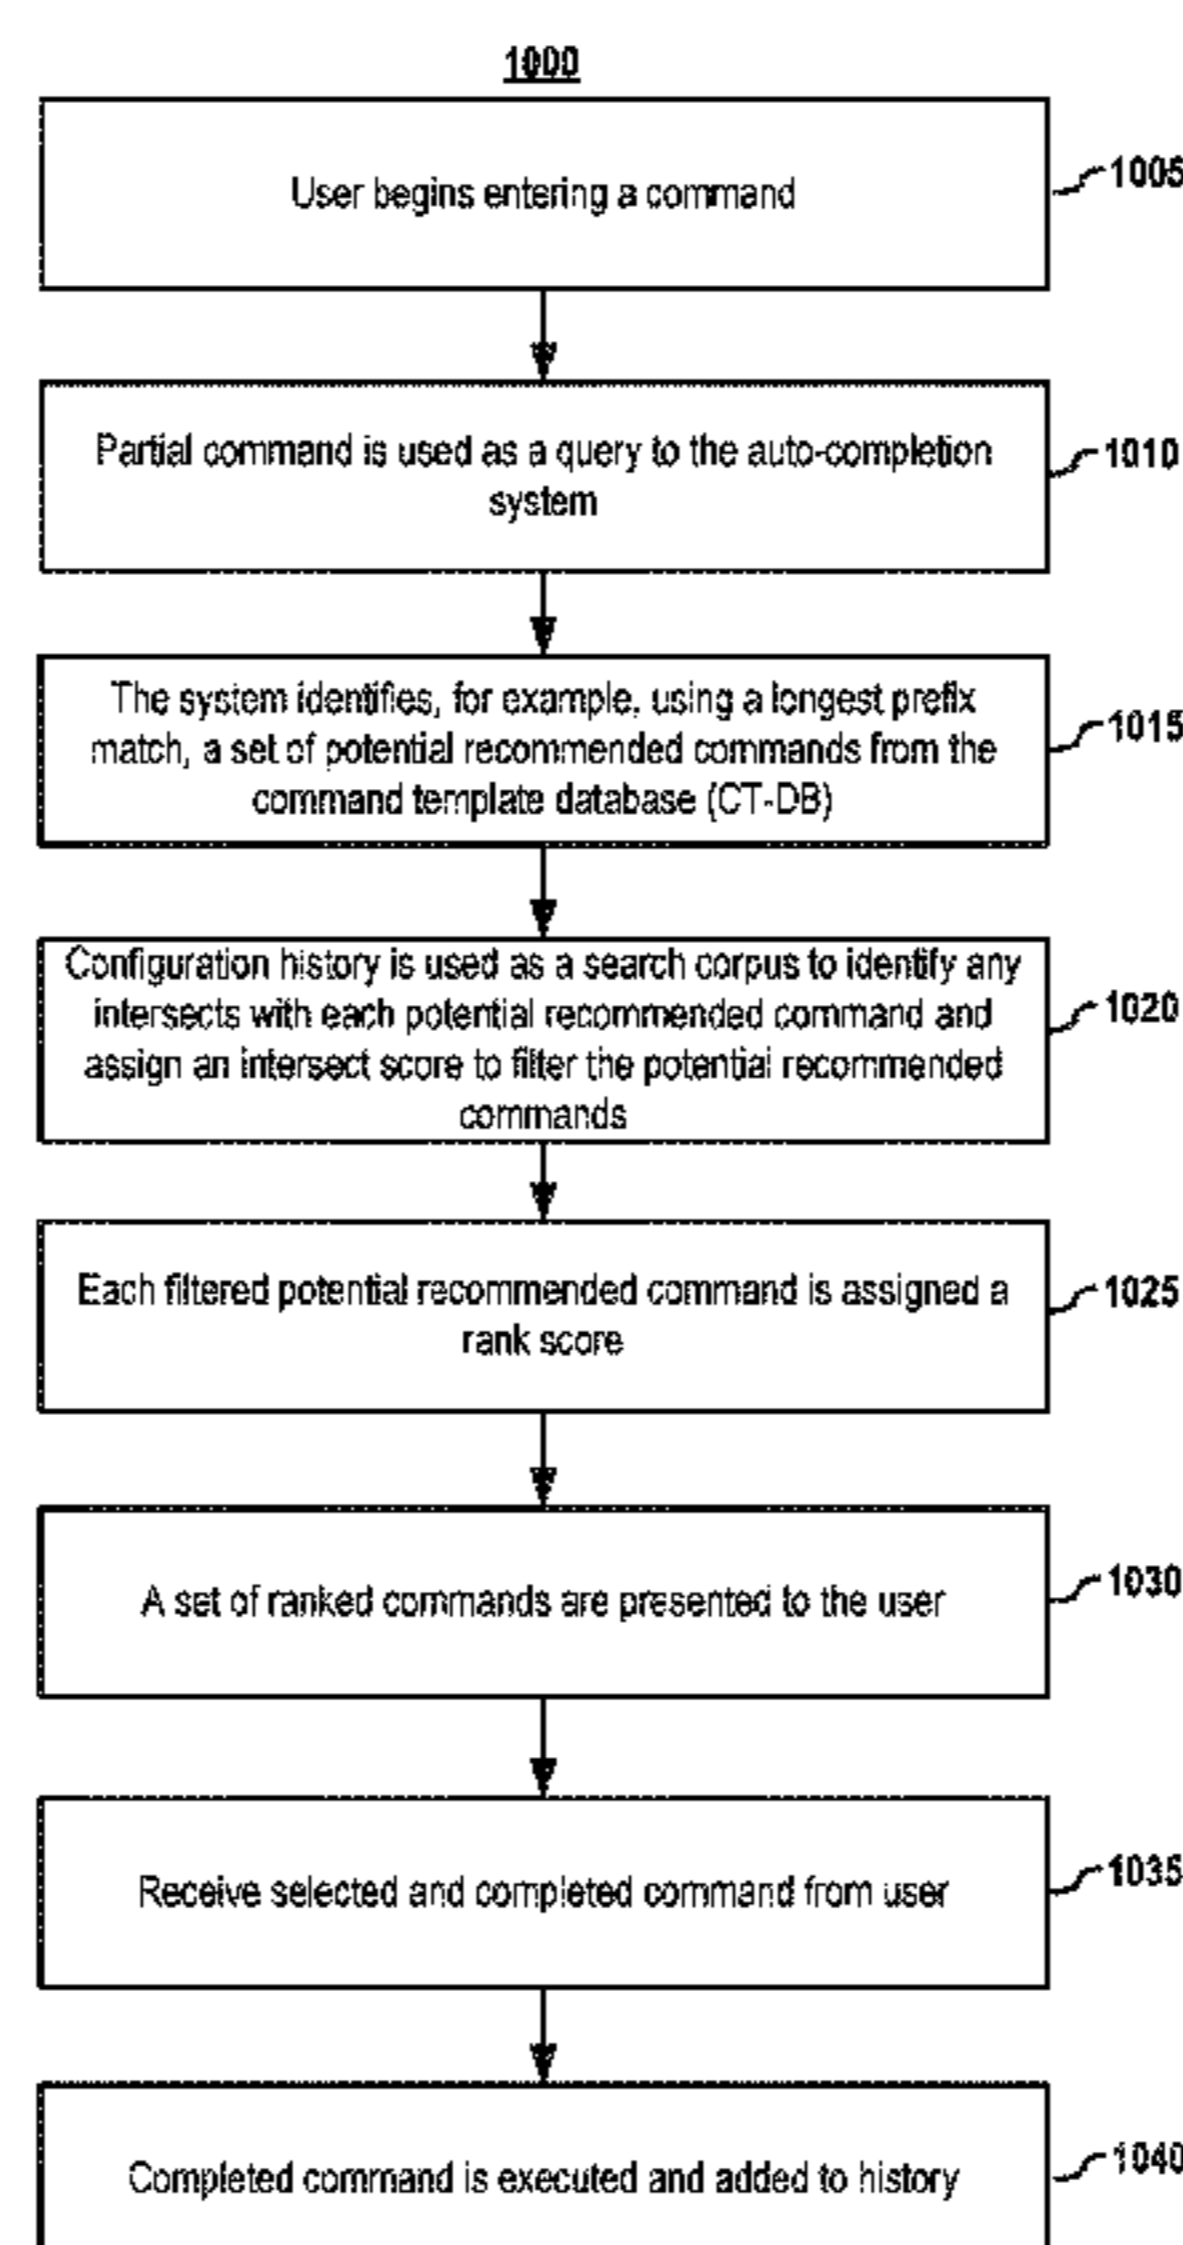 1000
User begins entering a command
1005
Partial command is used as a query to the auto-completion
system
1010
The system identifies, for example, using a longest prefix
match, a set of potential recommended commands from the
command template database (CT-DB)
1015
Configuration history is used as a search corpus to identify any
intersects with each potential recommended command and
assign an intersect score to filter the potential recommended
commands
1020
Each filtered potential recommended command is assigned a
rank score
1025
A set of ranked commands are presented to the user
1030
Receive selected and completed command from user
1035
Completed command is executed and added to history
1040